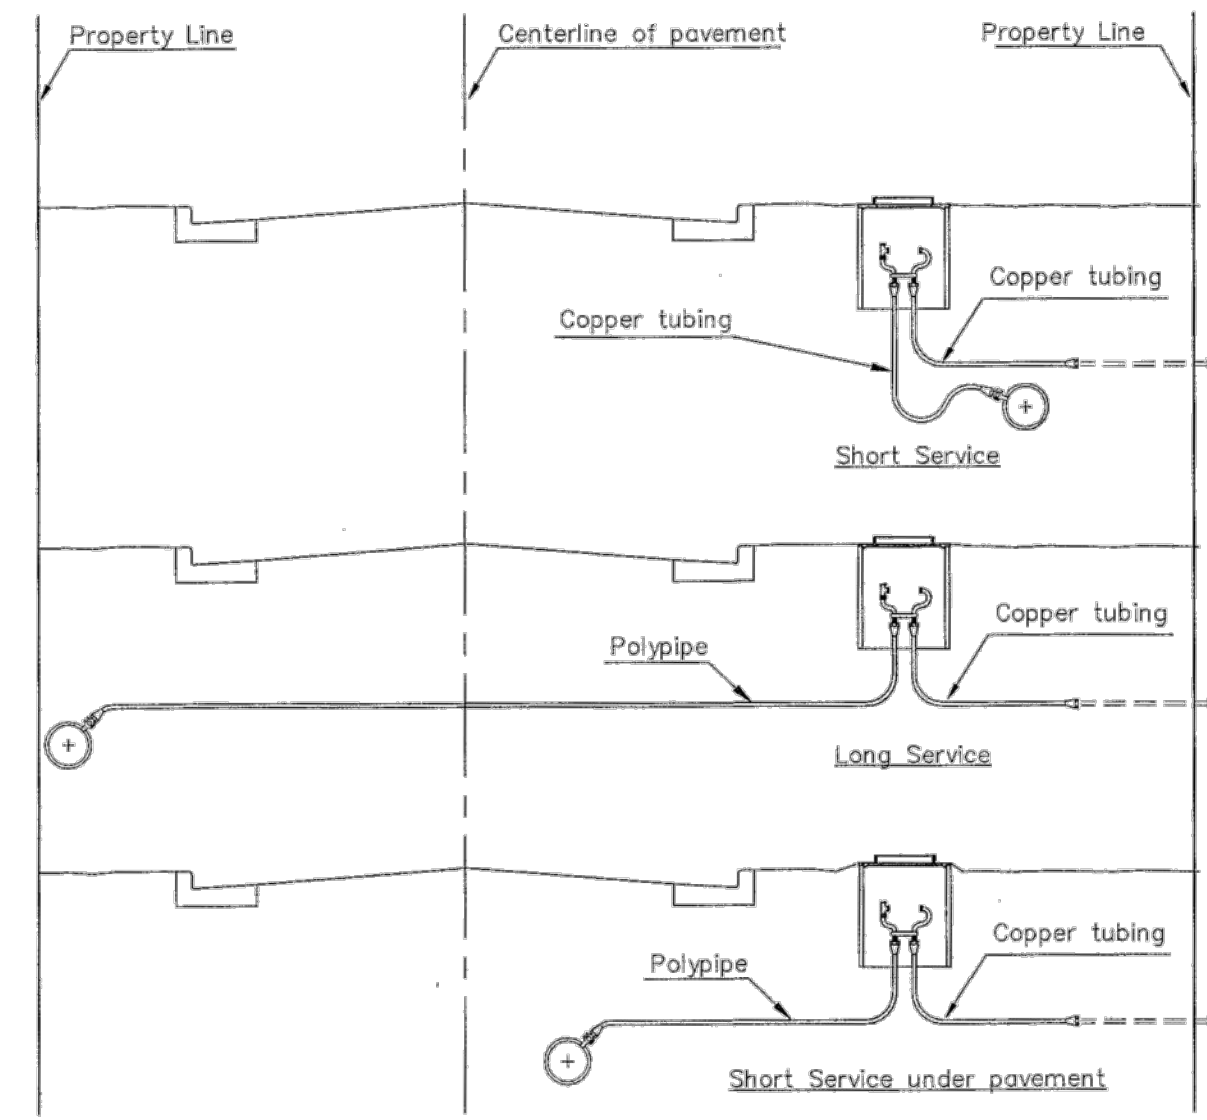 Property Line
Centerline of pavement
Property Line
Copper tubing
Copper tubing
Short Service
Copper tubing
Polypipe
Long Service
Copper tubing
Polypipe
Short Service under pavement